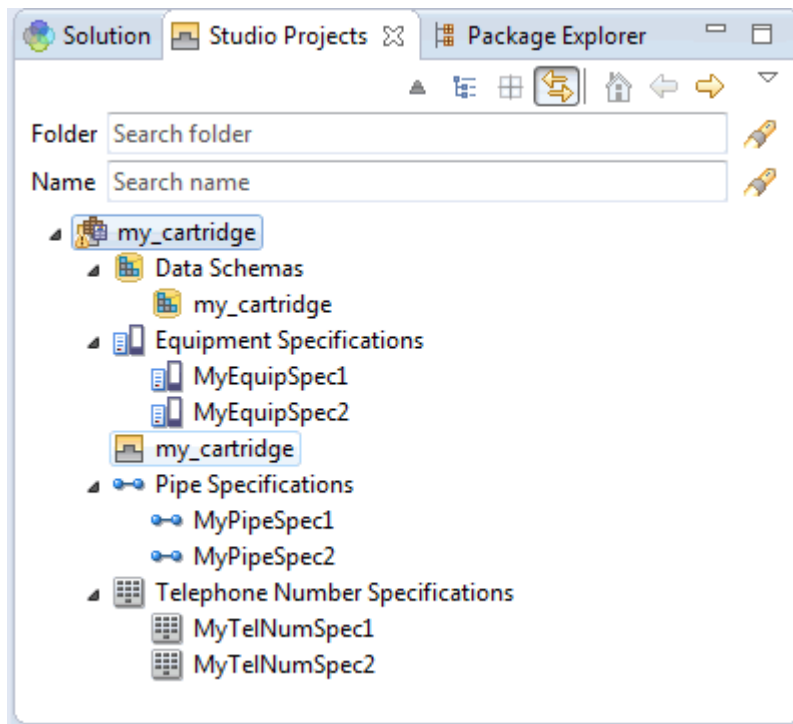 Solution Studio Projects Package Explorer
Folder Search folder
Name Search name
my_cartridge
Data Schemas
my_cartridge
Equipment Specifications
MyEquipSpec1
MyEquipSpec2
my_cartridge
Pipe Specifications
MyPipeSpec1
MyPipeSpec2
Telephone Number Specifications
MyTelNumSpec1
MyTelNumSpec2